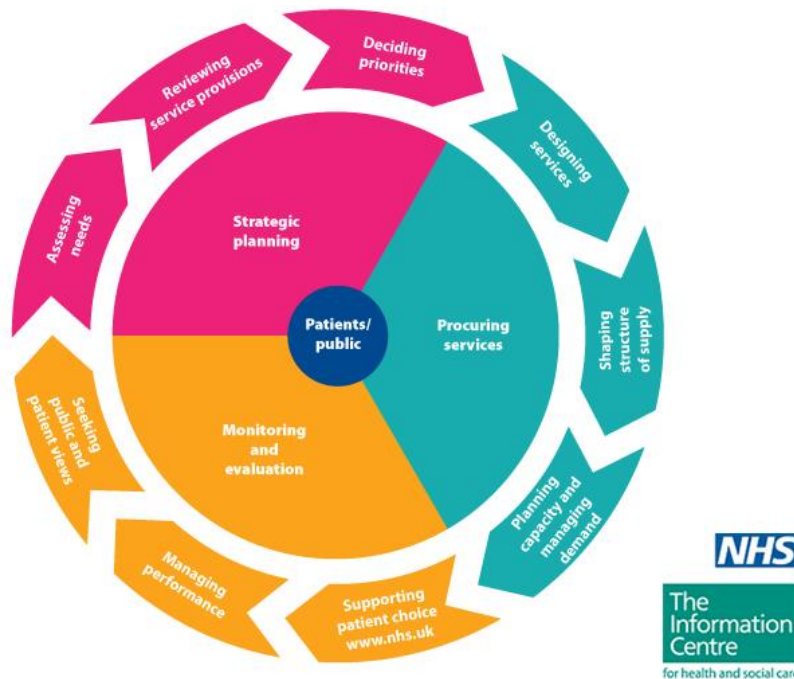 Deciding
priorities
Reviewing
service provisions
Designing
services
Assessing
needs
Strategic
planning
Patients/
public
Procuring
services
Shaping
structure
of supply
Seeking
public and
patient views
Monitoring
and
evaluation
Planning
capacity and
managing
demand
Managing
performance
Supporting
patient choice
www.nhs.uk
NHS
The
Information
Centre
for health and social care